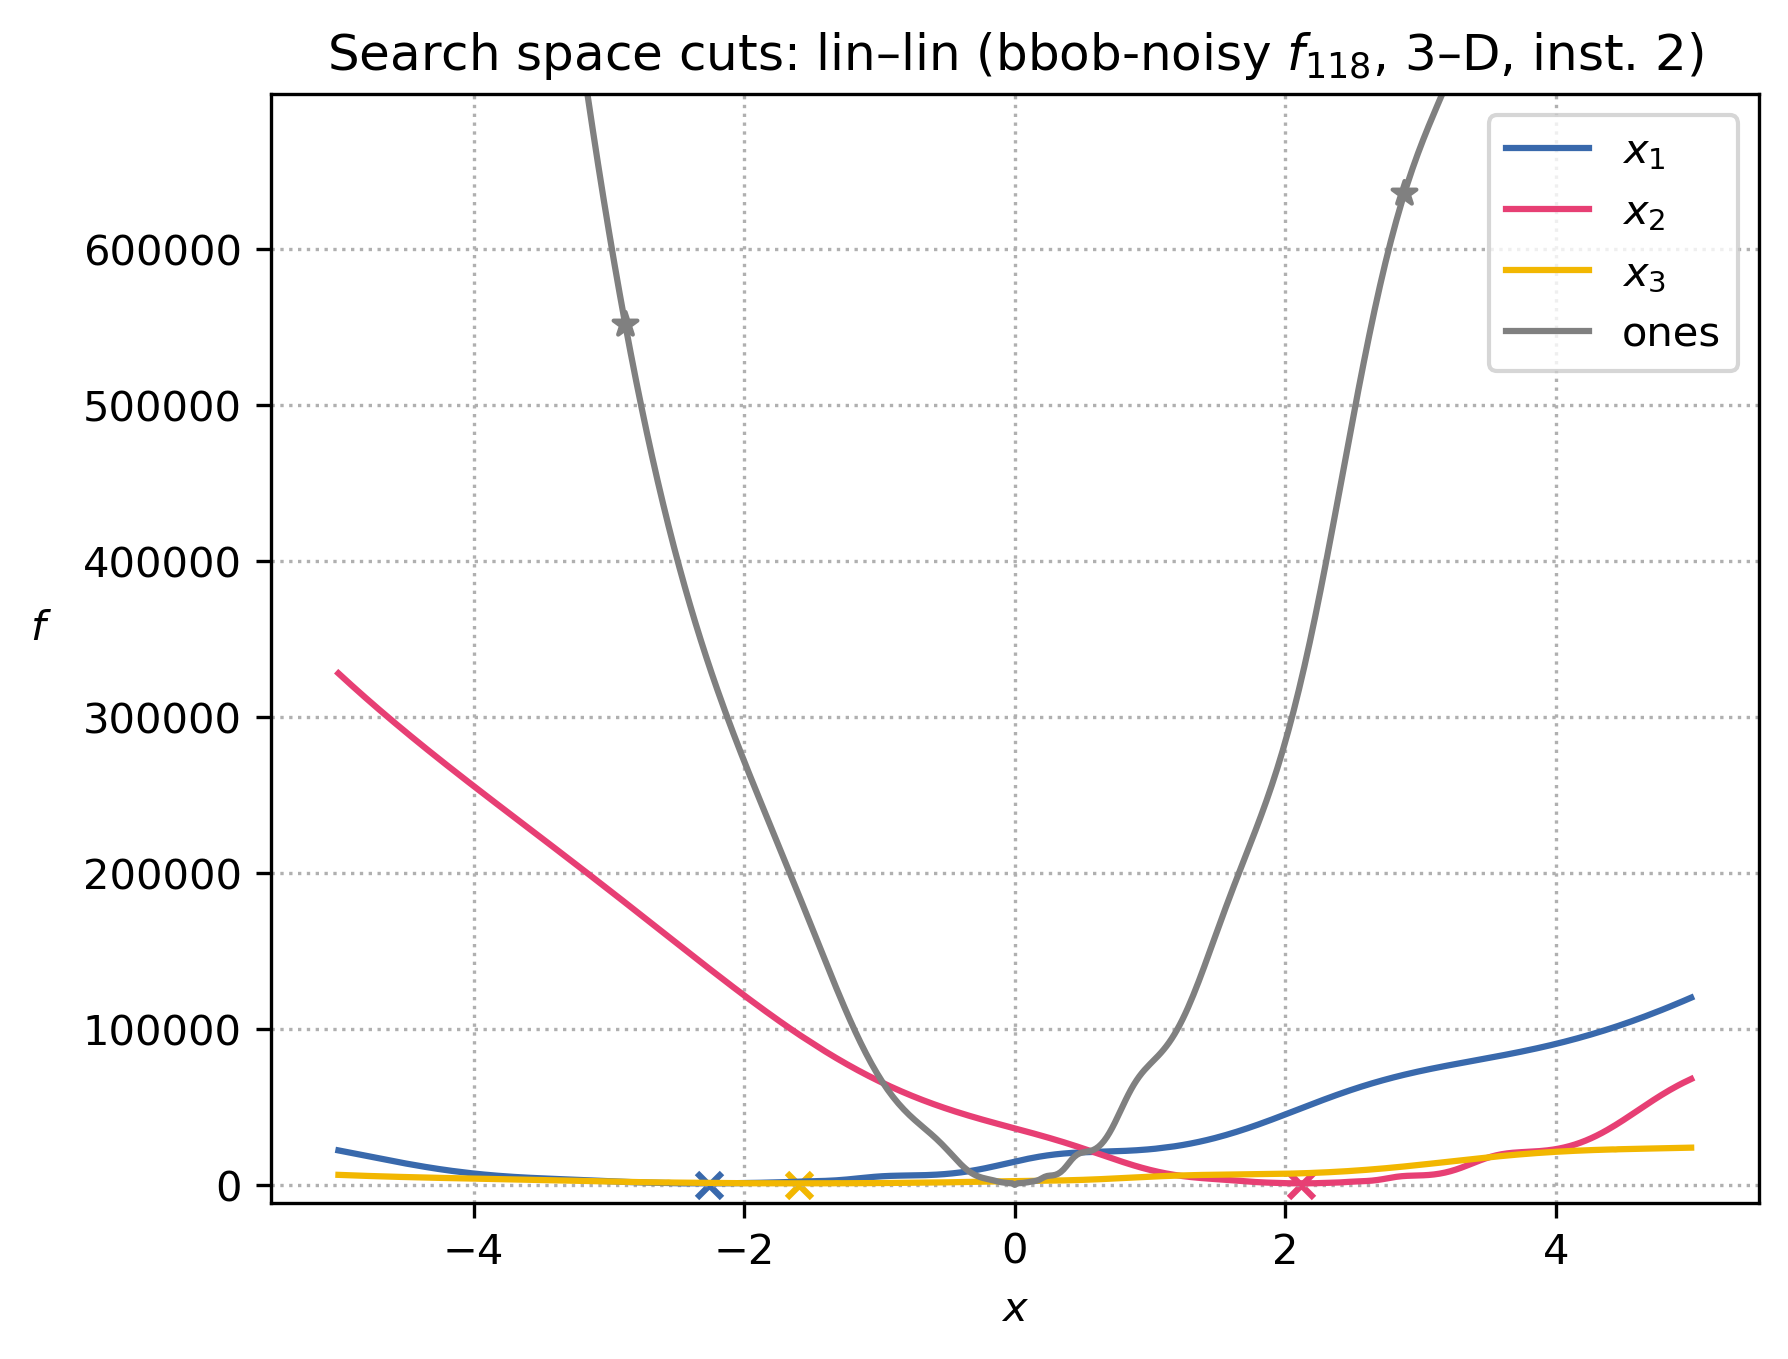 Search space cuts: lin–lin (bbob-noisy f₁₁₈, 3–D, inst. 2)
x₁
x₂
x₃
ones
600000
500000
400000
300000
200000
100000
0
f
−4 −2 0 2 4
x